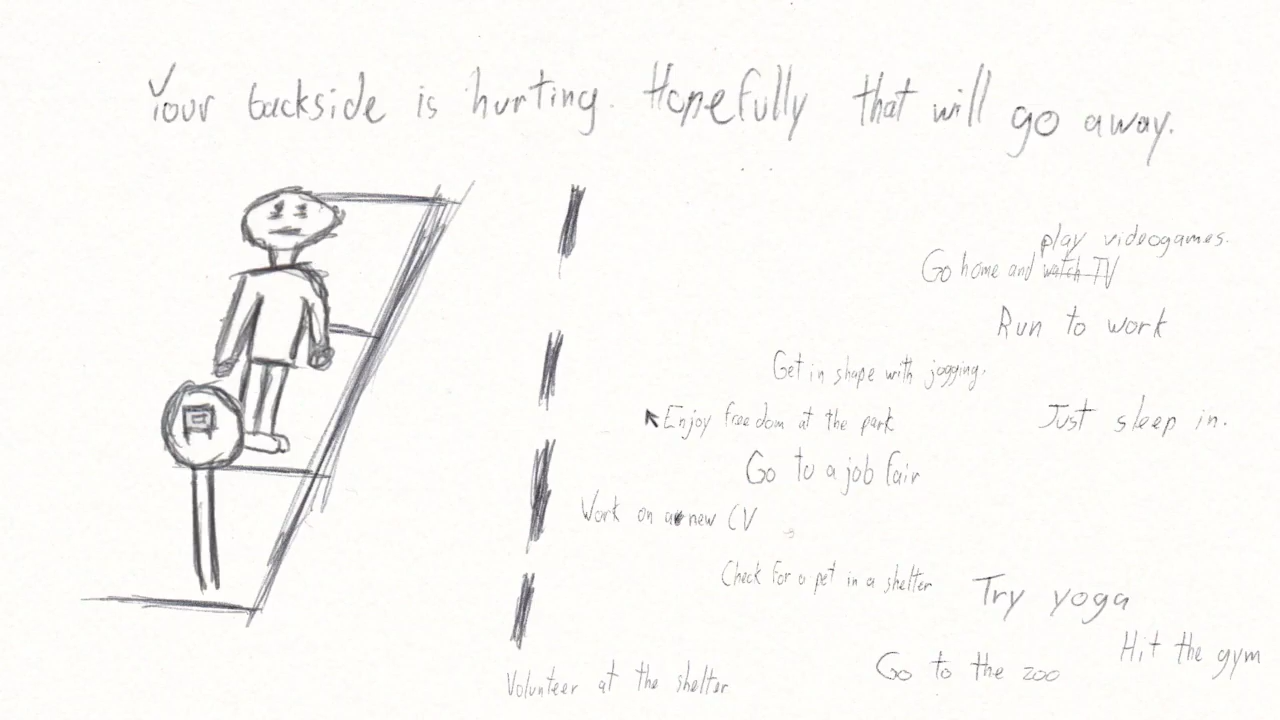 Your backside is hurting. Hopefully that will go away.
play videogames.
Go home and watch TV
Run to work
Get in shape with jogging.
Enjoy freedom at the park
Just sleep in.
Go to a job fair
Work on a new CV
Check for a pet in a shelter
Try yoga
Hit the gym
Go to the zoo
Volunteer at the shelter